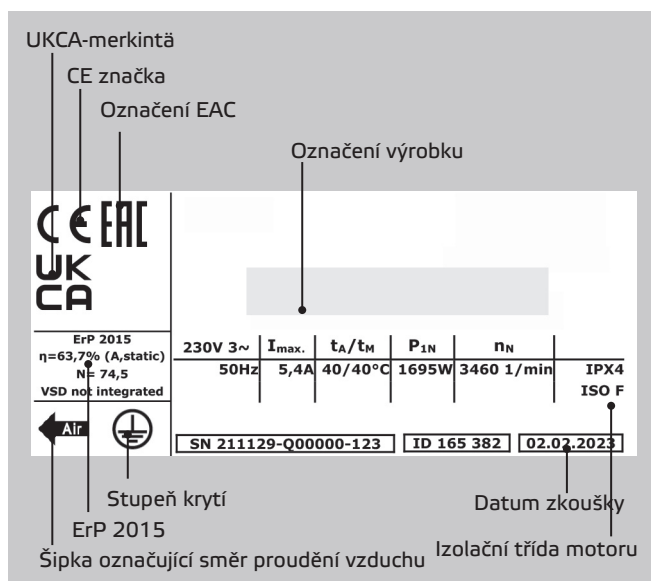 UKCA-merkintä
CE značka
Označení EAC
Označení výrobku
CE EAC
UK
CA
ErP 2015
η=63,7% (A,static)
N= 74,5
VSD not integrated
230V 3~ Imax. tA/tM P1N nN
50Hz 5,4A 40/40°C 1695W 3460 1/min IPX4
ISO F
Air
SN 211129-Q00000-123 ID 165 382 02.02.2023
Stupeň krytí
Datum zkoušky
ErP 2015
Izolační třída motoru
Šipka označující směr proudění vzduchu